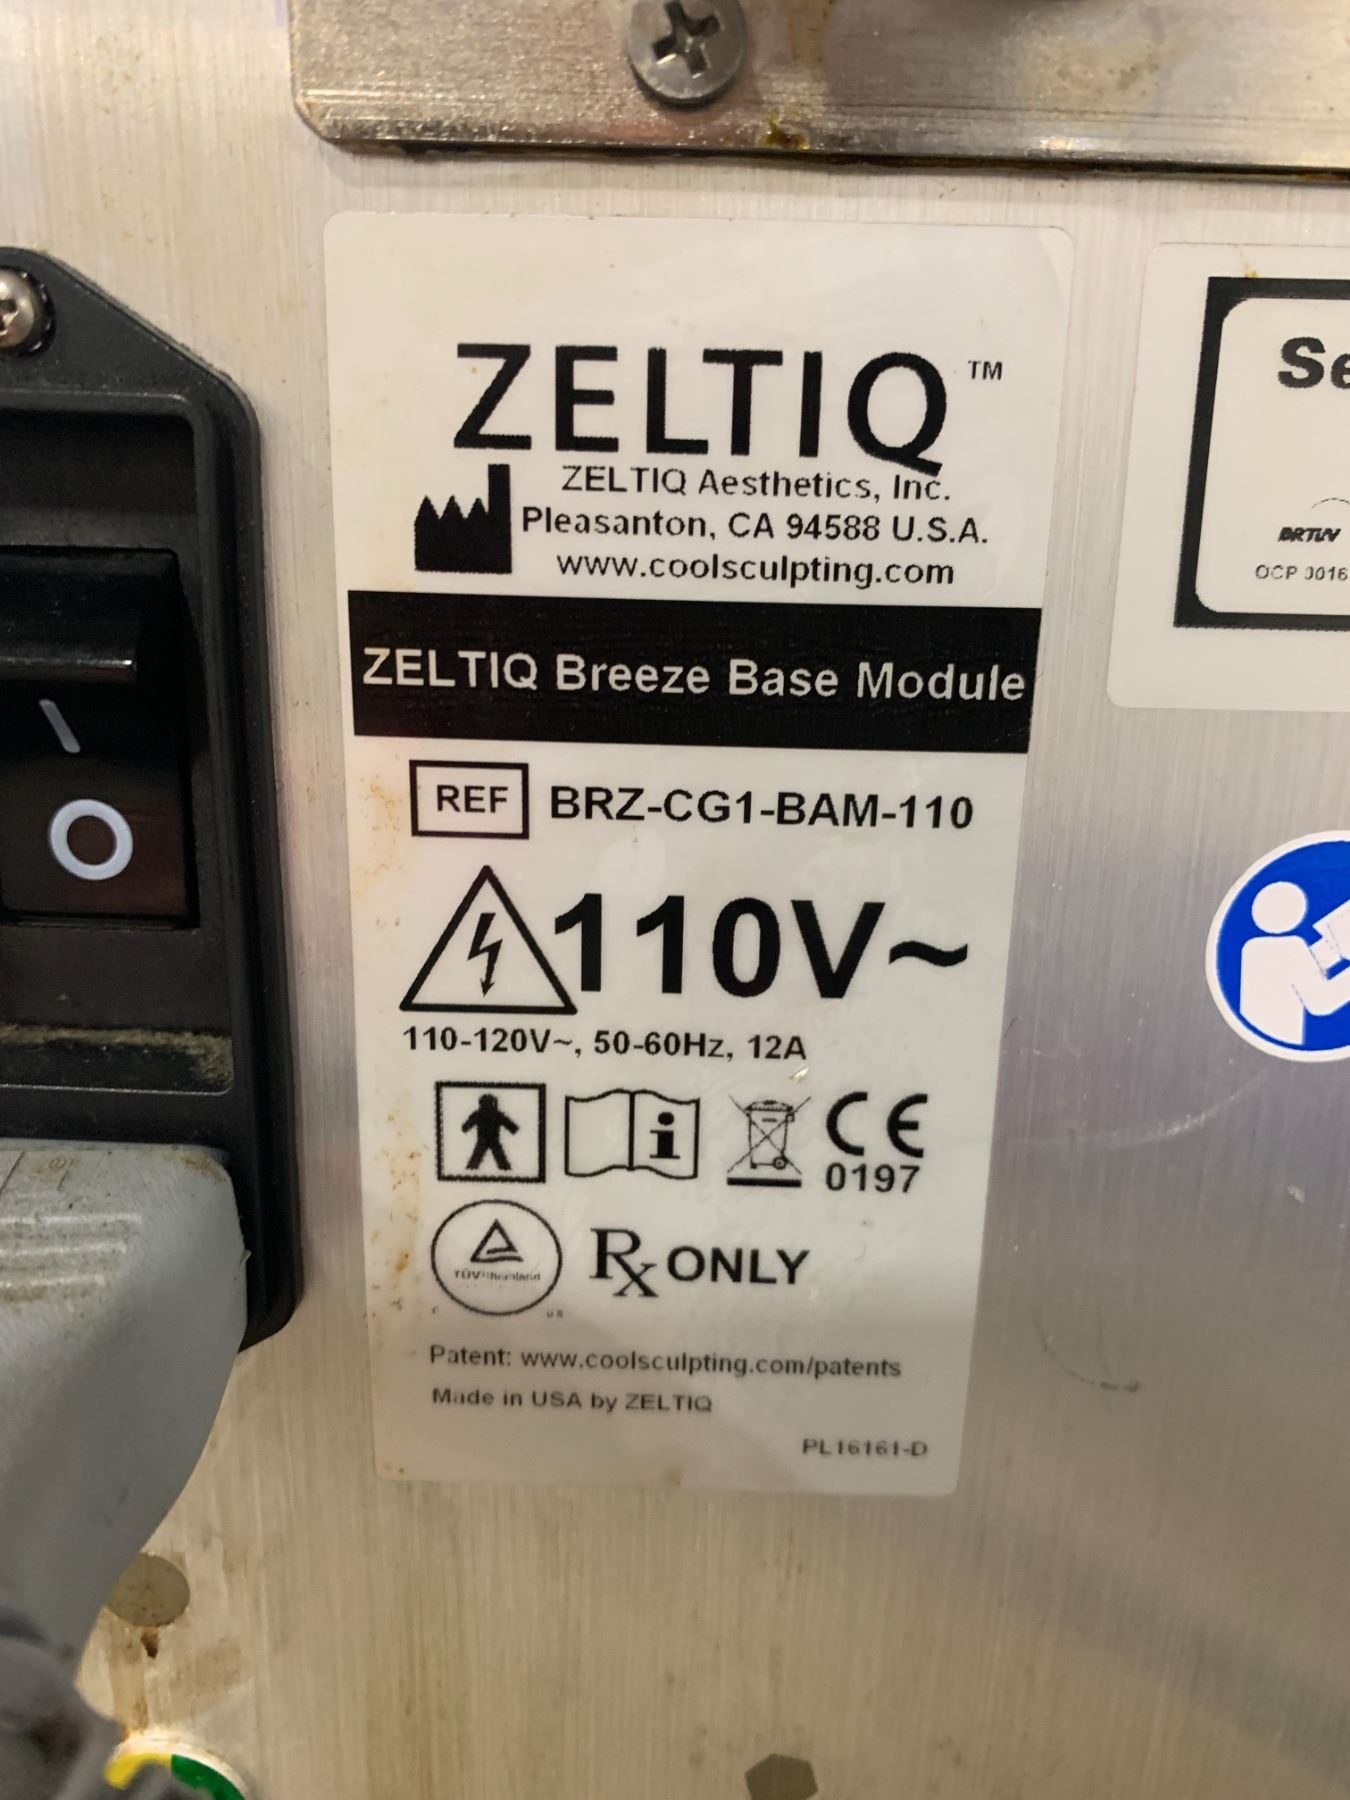 ZELTIQ™
ZELTIQ Aesthetics, Inc.
Pleasanton, CA 94588 U.S.A.
www.coolsculpting.com
ZELTIQ Breeze Base Module
REF BRZ-CG1-BAM-110
110V~
110-120V~, 50-60Hz, 12A
i
CE
0197
TÜVRheinland
C US
Rx ONLY
Patent: www.coolsculpting.com/patents
Made in USA by ZELTIQ
PL16161-D
Se
OCP 0016